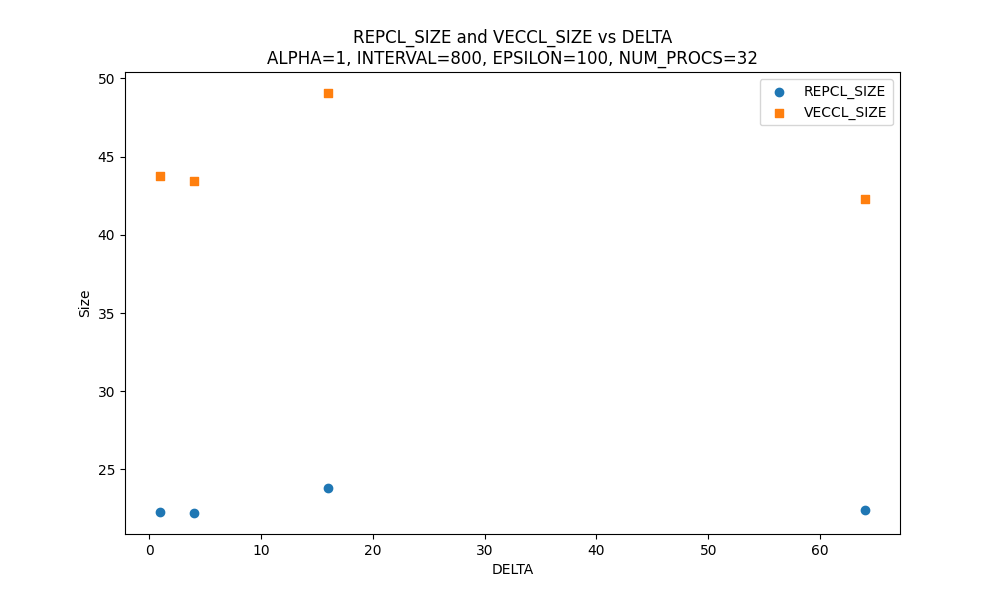 REPCL_SIZE and VECCL_SIZE vs DELTA
ALPHA=1, INTERVAL=800, EPSILON=100, NUM_PROCS=32
REPCL_SIZE
VECCL_SIZE
50
45
40
35
30
25
Size
0 10 20 30 40 50 60
DELTA